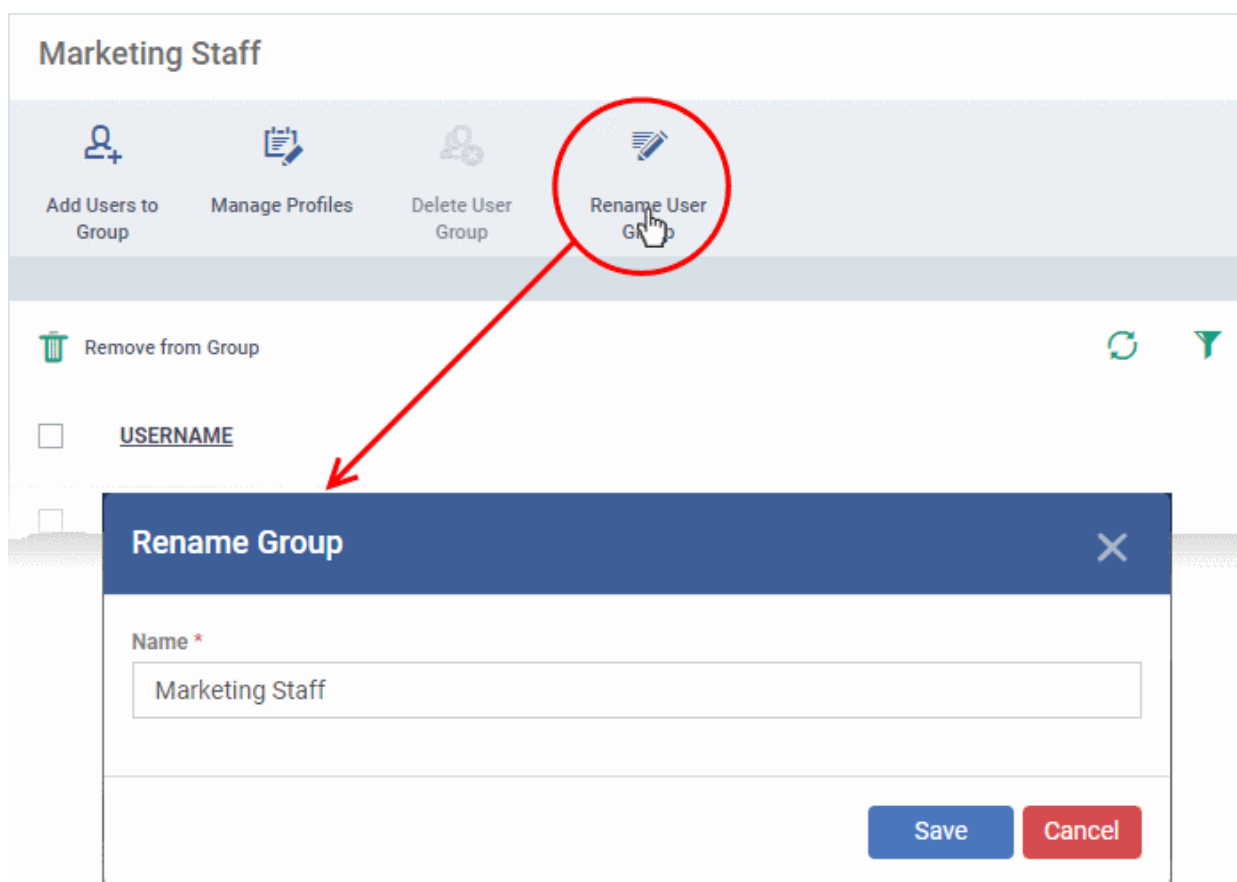 Marketing Staff
Add Users to
Group
Manage Profiles
Delete User
Group
Rename User
Group
Remove from Group
USERNAME
Rename Group
Name *
Marketing Staff
Save
Cancel